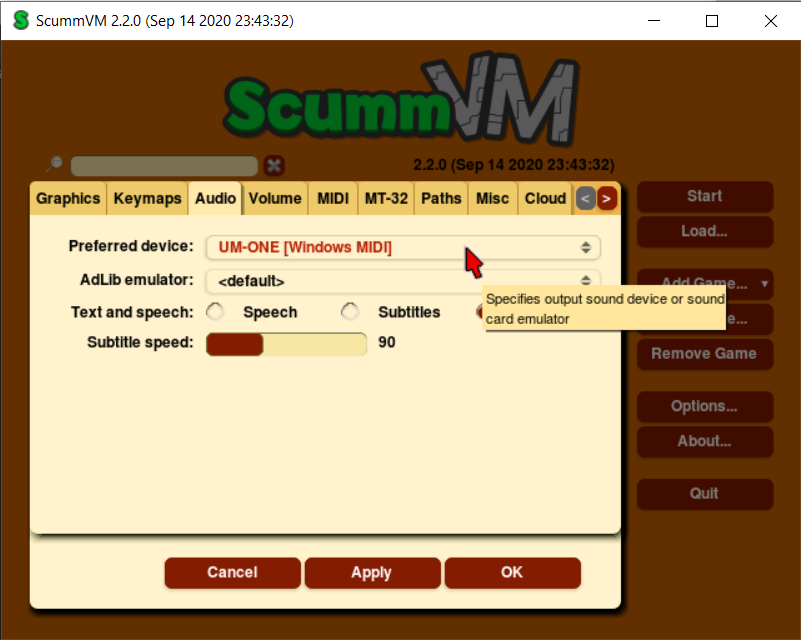 ScummVM 2.2.0 (Sep 14 2020 23:43:32)
ScummVM
2.2.0 (Sep 14 2020 23:43:32)
Graphics Keymaps Audio Volume MIDI MT-32 Paths Misc Cloud < >
Start
Load...
Preferred device: UM-ONE [Windows MIDI]
AdLib emulator: <default>
Add Game...
Specifies output sound device or sound
card emulator
Text and speech: Speech Subtitles
e...
Subtitle speed: 90
Remove Game
Options...
About...
Quit
Cancel Apply OK